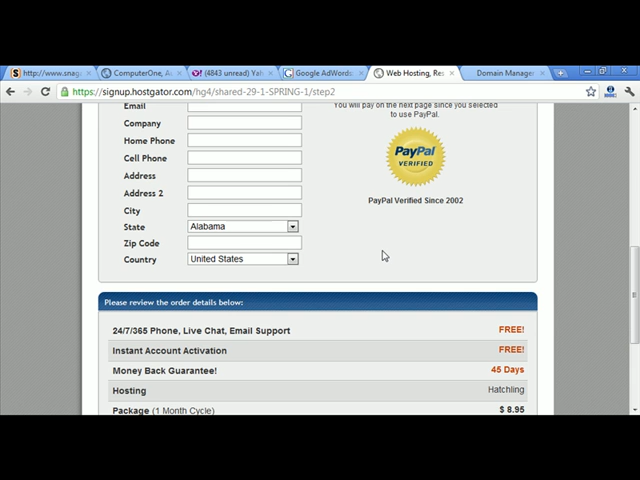 http://www.snag
ComputerOne, A
(4843 unread) Yah
Google AdWords
Web Hosting, Res
Domain Manager
https://signup.hostgator.com/hg4/shared-29-1-SPRING-1/step2
Email
Company
Home Phone
Cell Phone
Address
Address 2
City
State
Alabama
Zip Code
Country
United States
You will pay on the next page since you selected
to use PayPal.
PayPal
VERIFIED
PayPal Verified Since 2002
Please review the order details below:
24/7/365 Phone, Live Chat, Email Support FREE!
Instant Account Activation FREE!
Money Back Guarantee! 45 Days
Hosting Hatchling
Package (1 Month Cycle) $ 8.95